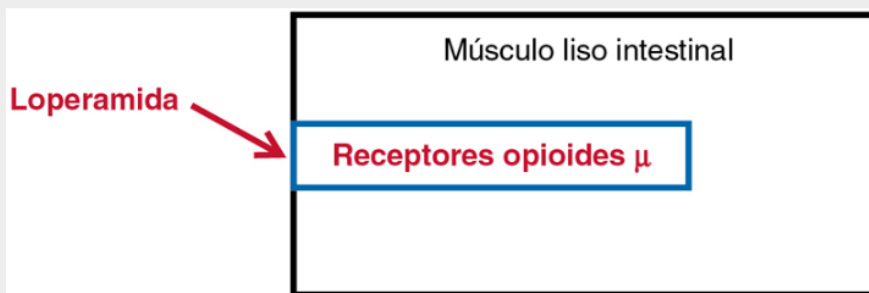 Músculo liso intestinal
Loperamida
Receptores opioides μ